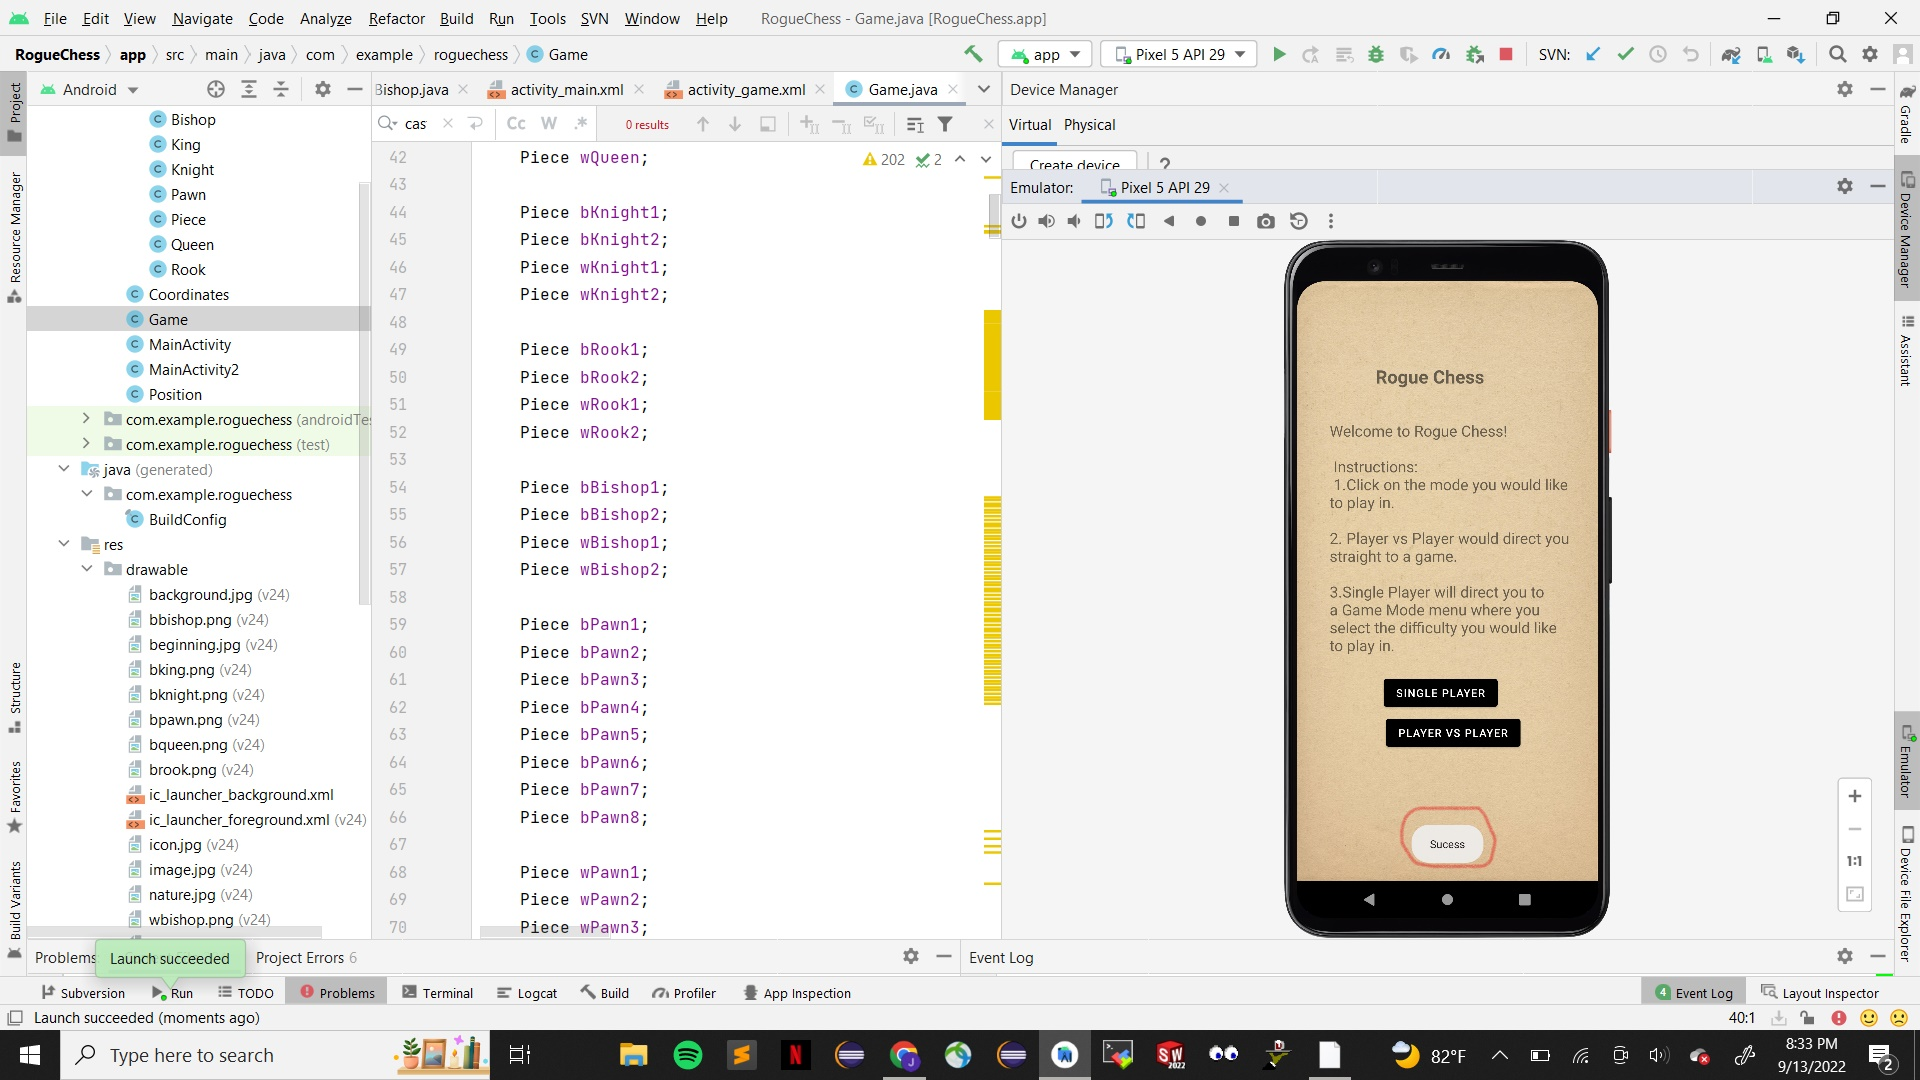 File Edit View Navigate Code Analyze Refactor Build Run Tools SVN Window Help RogueChess - Game.java [RogueChess.app]
RogueChess app src main java com example roguechess Game
app Pixel 5 API 29 SVN:
Project
Android
Bishop
King
Knight
Pawn
Piece
Queen
Rook
Coordinates
Game
MainActivity
MainActivity2
Position
com.example.roguechess (androidTes
com.example.roguechess (test)
java (generated)
com.example.roguechess
BuildConfig
res
drawable
background.jpg (v24)
bbishop.png (v24)
beginning.jpg (v24)
bking.png (v24)
bknight.png (v24)
bpawn.png (v24)
bqueen.png (v24)
brook.png (v24)
ic_launcher_background.xml
ic_launcher_foreground.xml (v24)
icon.jpg (v24)
image.jpg (v24)
nature.jpg (v24)
wbishop.png (v24)
Resource Manager
Structure
Favorites
Build Variants
Bishop.java activity_main.xml activity_game.xml Game.java
cas Cc W .* 0 results
202 2
42 Piece wQueen;
43
44 Piece bKnight1;
45 Piece bKnight2;
46 Piece wKnight1;
47 Piece wKnight2;
48
49 Piece bRook1;
50 Piece bRook2;
51 Piece wRook1;
52 Piece wRook2;
53
54 Piece bBishop1;
55 Piece bBishop2;
56 Piece wBishop1;
57 Piece wBishop2;
58
59 Piece bPawn1;
60 Piece bPawn2;
61 Piece bPawn3;
62 Piece bPawn4;
63 Piece bPawn5;
64 Piece bPawn6;
65 Piece bPawn7;
66 Piece bPawn8;
67
68 Piece wPawn1;
69 Piece wPawn2;
70 Piece wPawn3;
Device Manager
Virtual Physical
Create device ?
Emulator: Pixel 5 API 29
Rogue Chess
Welcome to Rogue Chess!
Instructions:
1.Click on the mode you would like
to play in.
2. Player vs Player would direct you
straight to a game.
3.Single Player will direct you to
a Game Mode menu where you
select the difficulty you would like
to play in.
SINGLE PLAYER
PLAYER VS PLAYER
Sucess
1:1
Gradle
Device Manager
Assistant
Emulator
Device File Explorer
Problems Launch succeeded Project Errors 6
Event Log
Subversion Run TODO Problems Terminal Logcat Build Profiler App Inspection 4 Event Log Layout Inspector
Launch succeeded (moments ago) 40:1
Type here to search
N
SW
2022
82°F
8:33 PM
9/13/2022
2